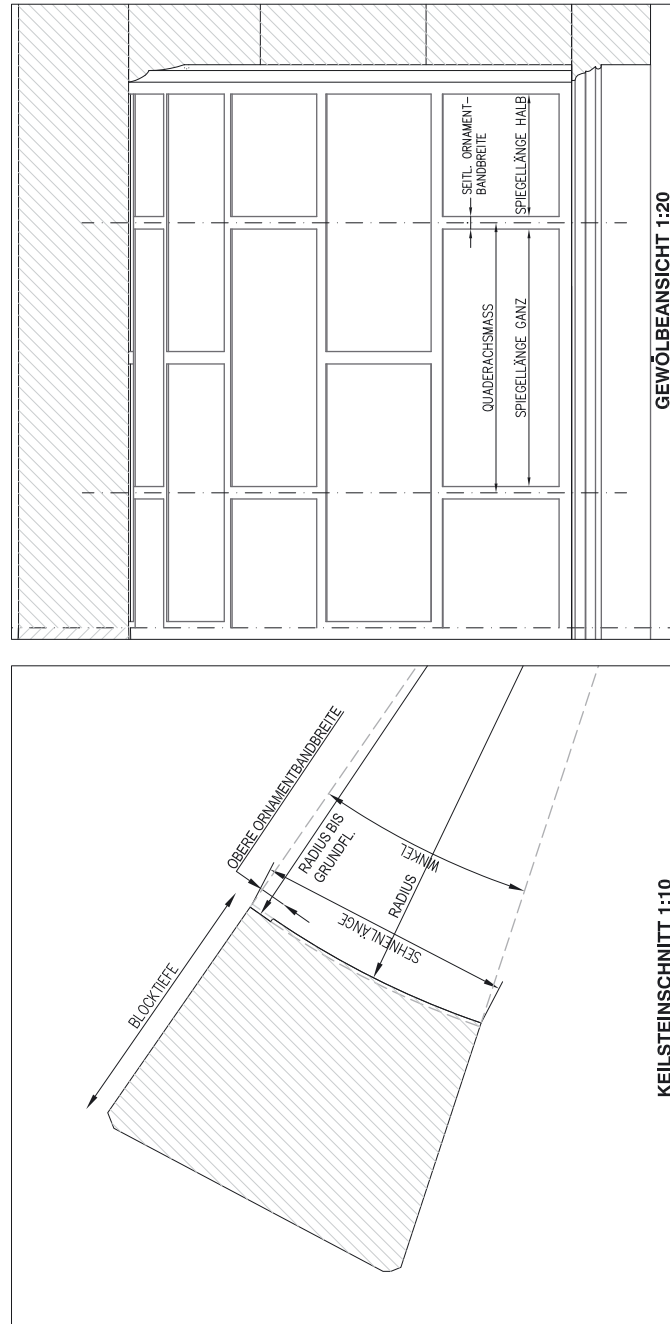 SEITL. ORNAMENT-
BANDBREITE
SPIEGELLÄNGE HALB
QUADERACHSMASS
SPIEGELLÄNGE GANZ
GEWÖLBEANSICHT 1:20
OBERE ORNAMENTBANDBREITE
BLOCKTIEFE
RADIUS BIS
GRUNDFL.
WINKEL
RADIUS
SEHNENLÄNGE
KEILSTEINSCHNITT 1:10